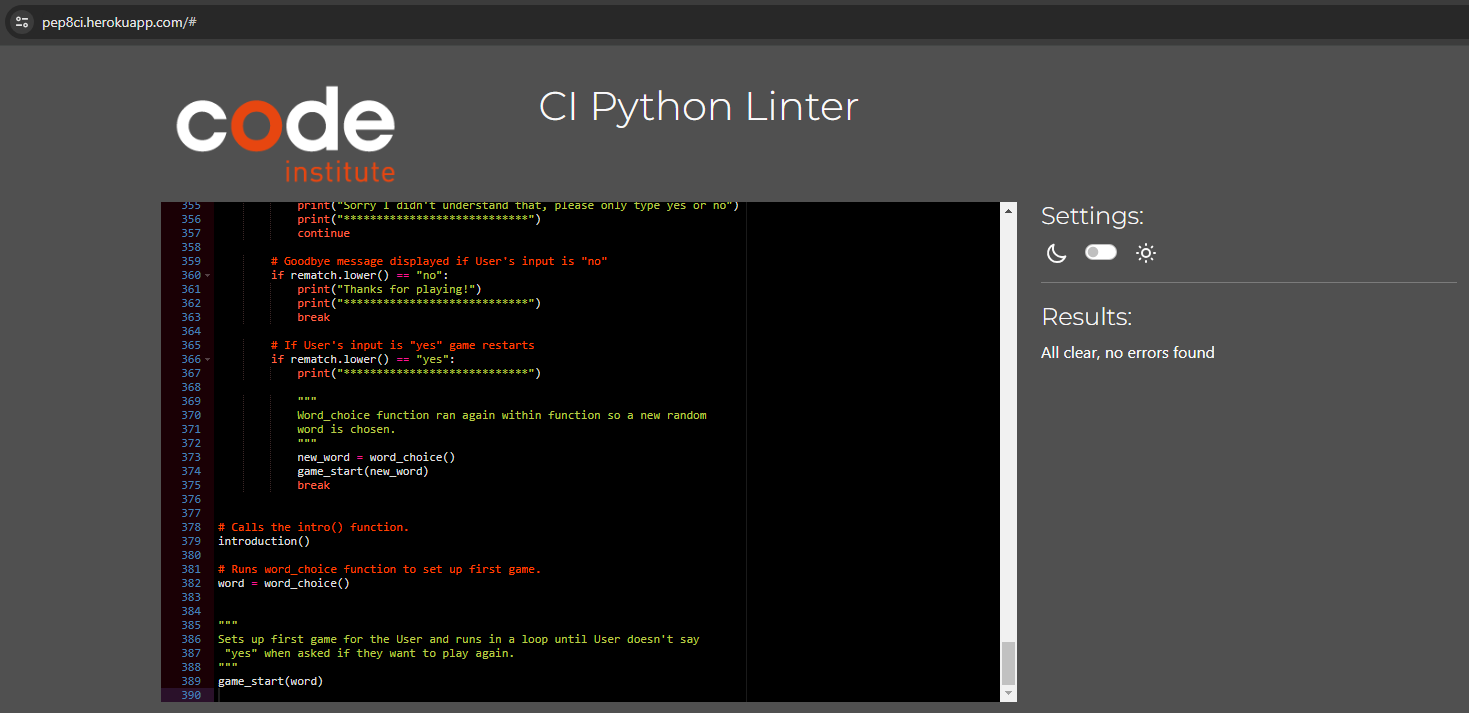 pep8ci.herokuapp.com/#
code
institute
CI Python Linter
355 print("Sorry I didn't understand that, please only type yes or no")
356 print("****************************")
357 continue
358
359 # Goodbye message displayed if User's input is "no"
360 if rematch.lower() == "no":
361 print("Thanks for playing!")
362 print("****************************")
363 break
364
365 # If User's input is "yes" game restarts
366 if rematch.lower() == "yes":
367 print("****************************")
368
369 """
370 Word_choice function ran again within function so a new random
371 word is chosen.
372 """
373 new_word = word_choice()
374 game_start(new_word)
375 break
376
377
378 # Calls the intro() function.
379 introduction()
380
381 # Runs word_choice function to set up first game.
382 word = word_choice()
383
384
385 """
386 Sets up first game for the User and runs in a loop until User doesn't say
387 "yes" when asked if they want to play again.
388 """
389 game_start(word)
390
Settings:
Results:
All clear, no errors found